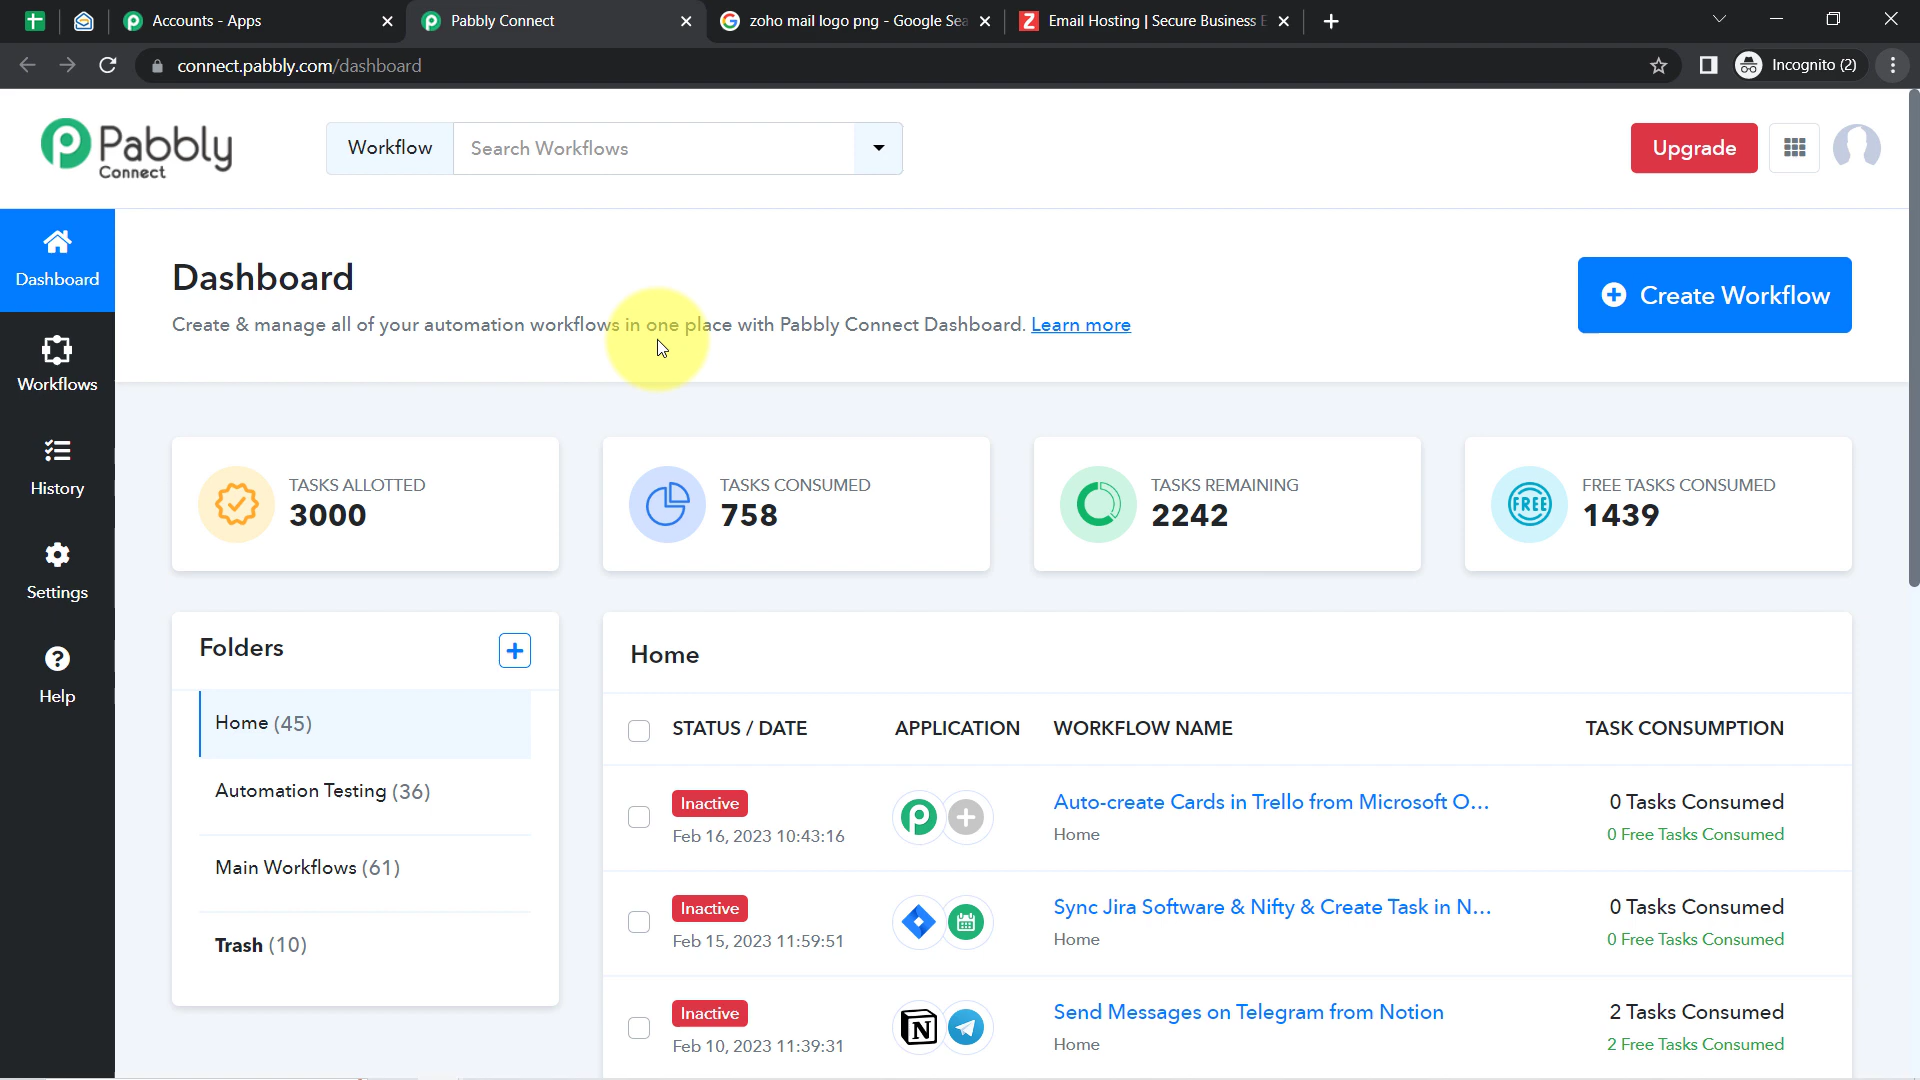 Accounts - Apps
Pabbly Connect
zoho mail logo png - Google Sea
Email Hosting | Secure Business E
connect.pabbly.com/dashboard
Incognito (2)
Pabbly
Connect
Workflow
Search Workflows
Upgrade
Dashboard
Workflows
History
Settings
Help
Dashboard
Create & manage all of your automation workflows in one place with Pabbly Connect Dashboard. Learn more
Create Workflow
TASKS ALLOTTED
3000
TASKS CONSUMED
758
TASKS REMAINING
2242
FREE
FREE TASKS CONSUMED
1439
Folders
Home (45)
Automation Testing (36)
Main Workflows (61)
Trash (10)
Home
STATUS / DATE APPLICATION WORKFLOW NAME TASK CONSUMPTION
Inactive
Feb 16, 2023 10:43:16
Auto-create Cards in Trello from Microsoft O...
Home
0 Tasks Consumed
0 Free Tasks Consumed
Inactive
Feb 15, 2023 11:59:51
Sync Jira Software & Nifty & Create Task in N...
Home
0 Tasks Consumed
0 Free Tasks Consumed
Inactive
Feb 10, 2023 11:39:31
Send Messages on Telegram from Notion
Home
2 Tasks Consumed
2 Free Tasks Consumed